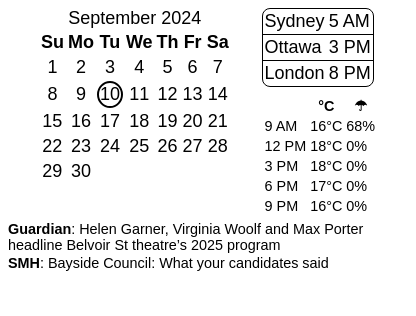 September 2024
Su Mo Tu We Th Fr Sa
1 2 3 4 5 6 7
8 9 10 11 12 13 14
15 16 17 18 19 20 21
22 23 24 25 26 27 28
29 30
Sydney 5 AM
Ottawa 3 PM
London 8 PM
°C ☂
9 AM 16°C 68%
12 PM 18°C 0%
3 PM 18°C 0%
6 PM 17°C 0%
9 PM 16°C 0%
Guardian: Helen Garner, Virginia Woolf and Max Porter
headline Belvoir St theatre’s 2025 program
SMH: Bayside Council: What your candidates said